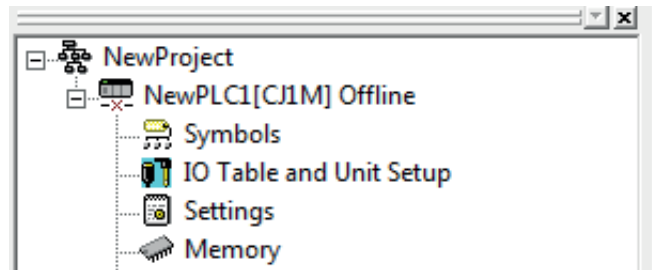 NewProject
NewPLC1[CJ1M] Offline
Symbols
IO Table and Unit Setup
Settings
Memory